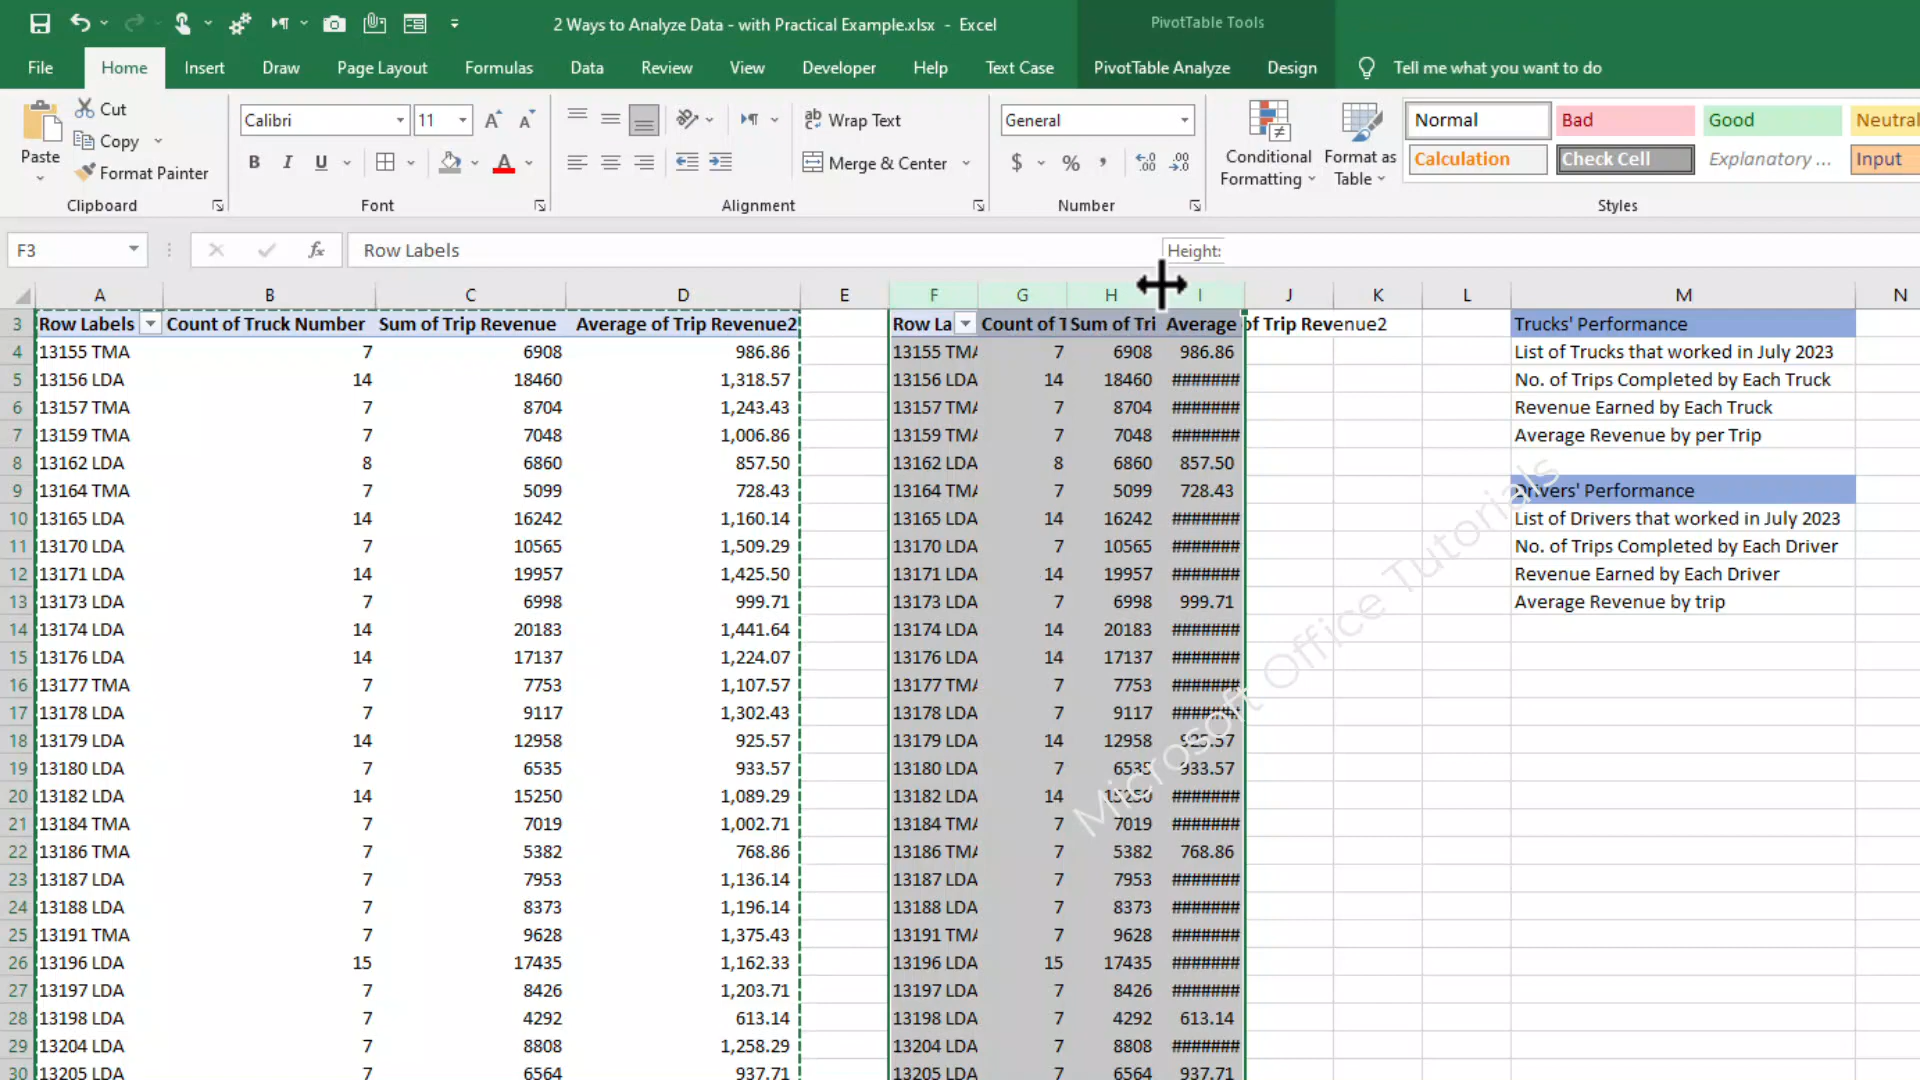 2 Ways to Analyze Data - with Practical Example.xlsx - Excel
PivotTable Tools
File Home Insert Draw Page Layout Formulas Data Review View Developer Help Text Case PivotTable Analyze Design Tell me what you want to do
Paste
Cut
Copy
Format Painter
Clipboard
Calibri 11
B I U
Font
Wrap Text
Merge & Center
Alignment
General
$ % ,
Number
Conditional Formatting
Format as Table
Normal Bad Good Neutral
Calculation Check Cell Explanatory ... Input
Styles
F3 fx Row Labels
Height:
A B C D E F G H I J K L M N
3 Row Labels Count of Truck Number Sum of Trip Revenue Average of Trip Revenue2 Row La Count of T Sum of Tri Average of Trip Revenue2 Trucks' Performance
4 13155 TMA 7 6908 986.86 13155 TMA 7 6908 986.86 List of Trucks that worked in July 2023
5 13156 LDA 14 18460 1,318.57 13156 LDA 14 18460 ####### No. of Trips Completed by Each Truck
6 13157 TMA 7 8704 1,243.43 13157 TMA 7 8704 ####### Revenue Earned by Each Truck
7 13159 TMA 7 7048 1,006.86 13159 TMA 7 7048 ####### Average Revenue by per Trip
8 13162 LDA 8 6860 857.50 13162 LDA 8 6860 857.50
9 13164 TMA 7 5099 728.43 13164 TMA 7 5099 728.43 Drivers' Performance
10 13165 LDA 14 16242 1,160.14 13165 LDA 14 16242 ####### List of Drivers that worked in July 2023
11 13170 LDA 7 10565 1,509.29 13170 LDA 7 10565 ####### No. of Trips Completed by Each Driver
12 13171 LDA 14 19957 1,425.50 13171 LDA 14 19957 ####### Revenue Earned by Each Driver
13 13173 LDA 7 6998 999.71 13173 LDA 7 6998 999.71 Average Revenue by trip
14 13174 LDA 14 20183 1,441.64 13174 LDA 14 20183 #######
15 13176 LDA 14 17137 1,224.07 13176 LDA 14 17137 #######
16 13177 TMA 7 7753 1,107.57 13177 TMA 7 7753 #######
17 13178 LDA 7 9117 1,302.43 13178 LDA 7 9117 #######
18 13179 LDA 14 12958 925.57 13179 LDA 14 12958 925.57
19 13180 LDA 7 6535 933.57 13180 LDA 7 6535 933.57
20 13182 LDA 14 15250 1,089.29 13182 LDA 14 15250 #######
21 13184 TMA 7 7019 1,002.71 13184 TMA 7 7019 #######
22 13186 TMA 7 5382 768.86 13186 TMA 7 5382 768.86
23 13187 LDA 7 7953 1,136.14 13187 LDA 7 7953 #######
24 13188 LDA 7 8373 1,196.14 13188 LDA 7 8373 #######
25 13191 TMA 7 9628 1,375.43 13191 TMA 7 9628 #######
26 13196 LDA 15 17435 1,162.33 13196 LDA 15 17435 #######
27 13197 LDA 7 8426 1,203.71 13197 LDA 7 8426 #######
28 13198 LDA 7 4292 613.14 13198 LDA 7 4292 613.14
29 13204 LDA 7 8808 1,258.29 13204 LDA 7 8808 #######
30 13205 LDA 7 6564 937.71 13205 LDA 7 6564 937.71
Microsoft Office Tutorials